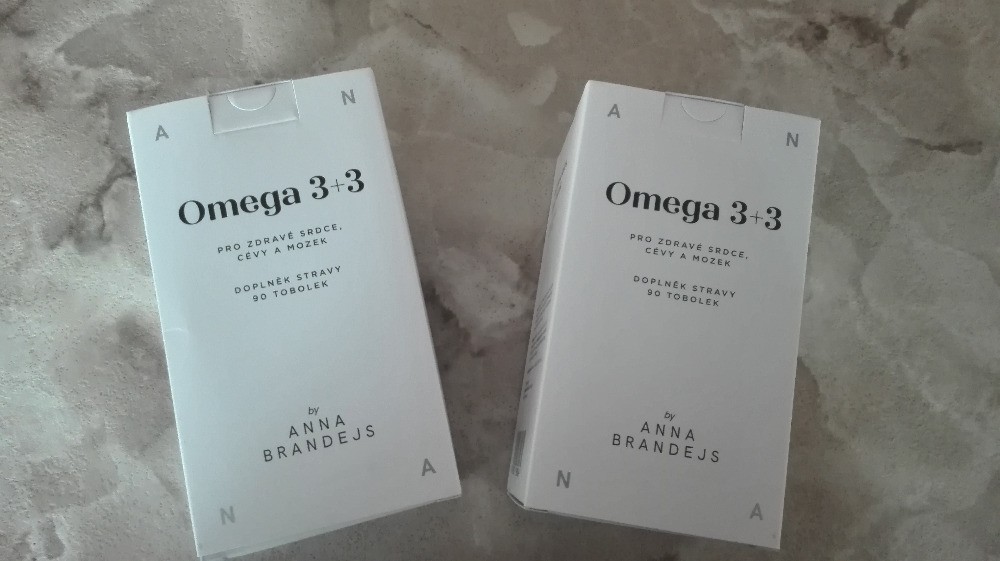 A N
Omega 3+3
PRO ZDRAVÉ SRDCE,
CÉVY A MOZEK
DOPLNĚK STRAVY
90 TOBOLEK
by
ANNA
BRANDEJS
N A
A N
Omega 3+3
PRO ZDRAVÉ SRDCE,
CÉVY A MOZEK
DOPLNĚK STRAVY
90 TOBOLEK
by
ANNA
BRANDEJS
N A